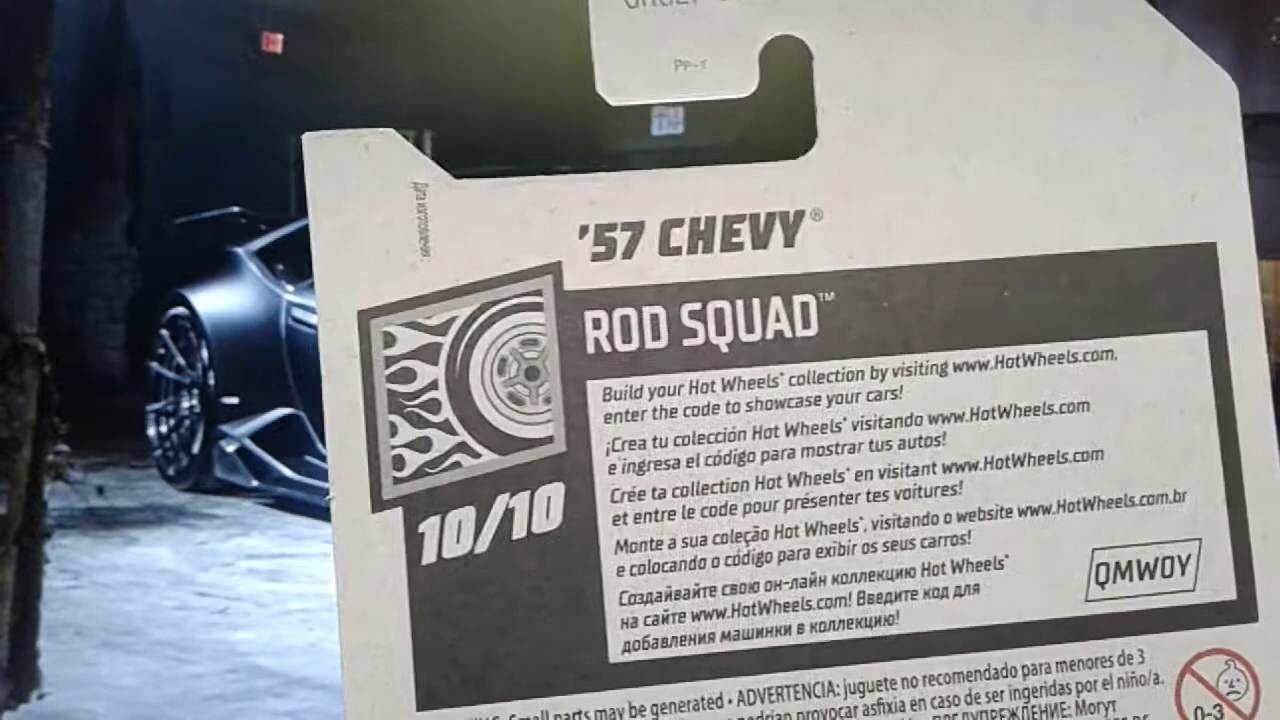 PP-T
TH
'57 CHEVY®
ROD SQUAD™
10/10
Build your Hot Wheels® collection by visiting www.HotWheels.com,
enter the code to showcase your cars!
¡Crea tu colección Hot Wheels® visitando www.HotWheels.com
e ingresa el código para mostrar tus autos!
Crée ta collection Hot Wheels® en visitant www.HotWheels.com
et entre le code pour présenter tes voitures!
Monte a sua coleção Hot Wheels®, visitando o website www.HotWheels.com.br
e colocando o código para exibir os seus carros!
Создавайте свою он-лайн коллекцию Hot Wheels®
на сайте www.HotWheels.com! Введите код для
добавления машинки в коллекцию!
QMWOY
Small parts may be generated • ADVERTENCIA: juguete no recomendado para menores de 3
provocar asfixia en caso de ser ingeridas por el niño/a.
ПРЕДУПРЕЖДЕНИЕ: Могут
0-3